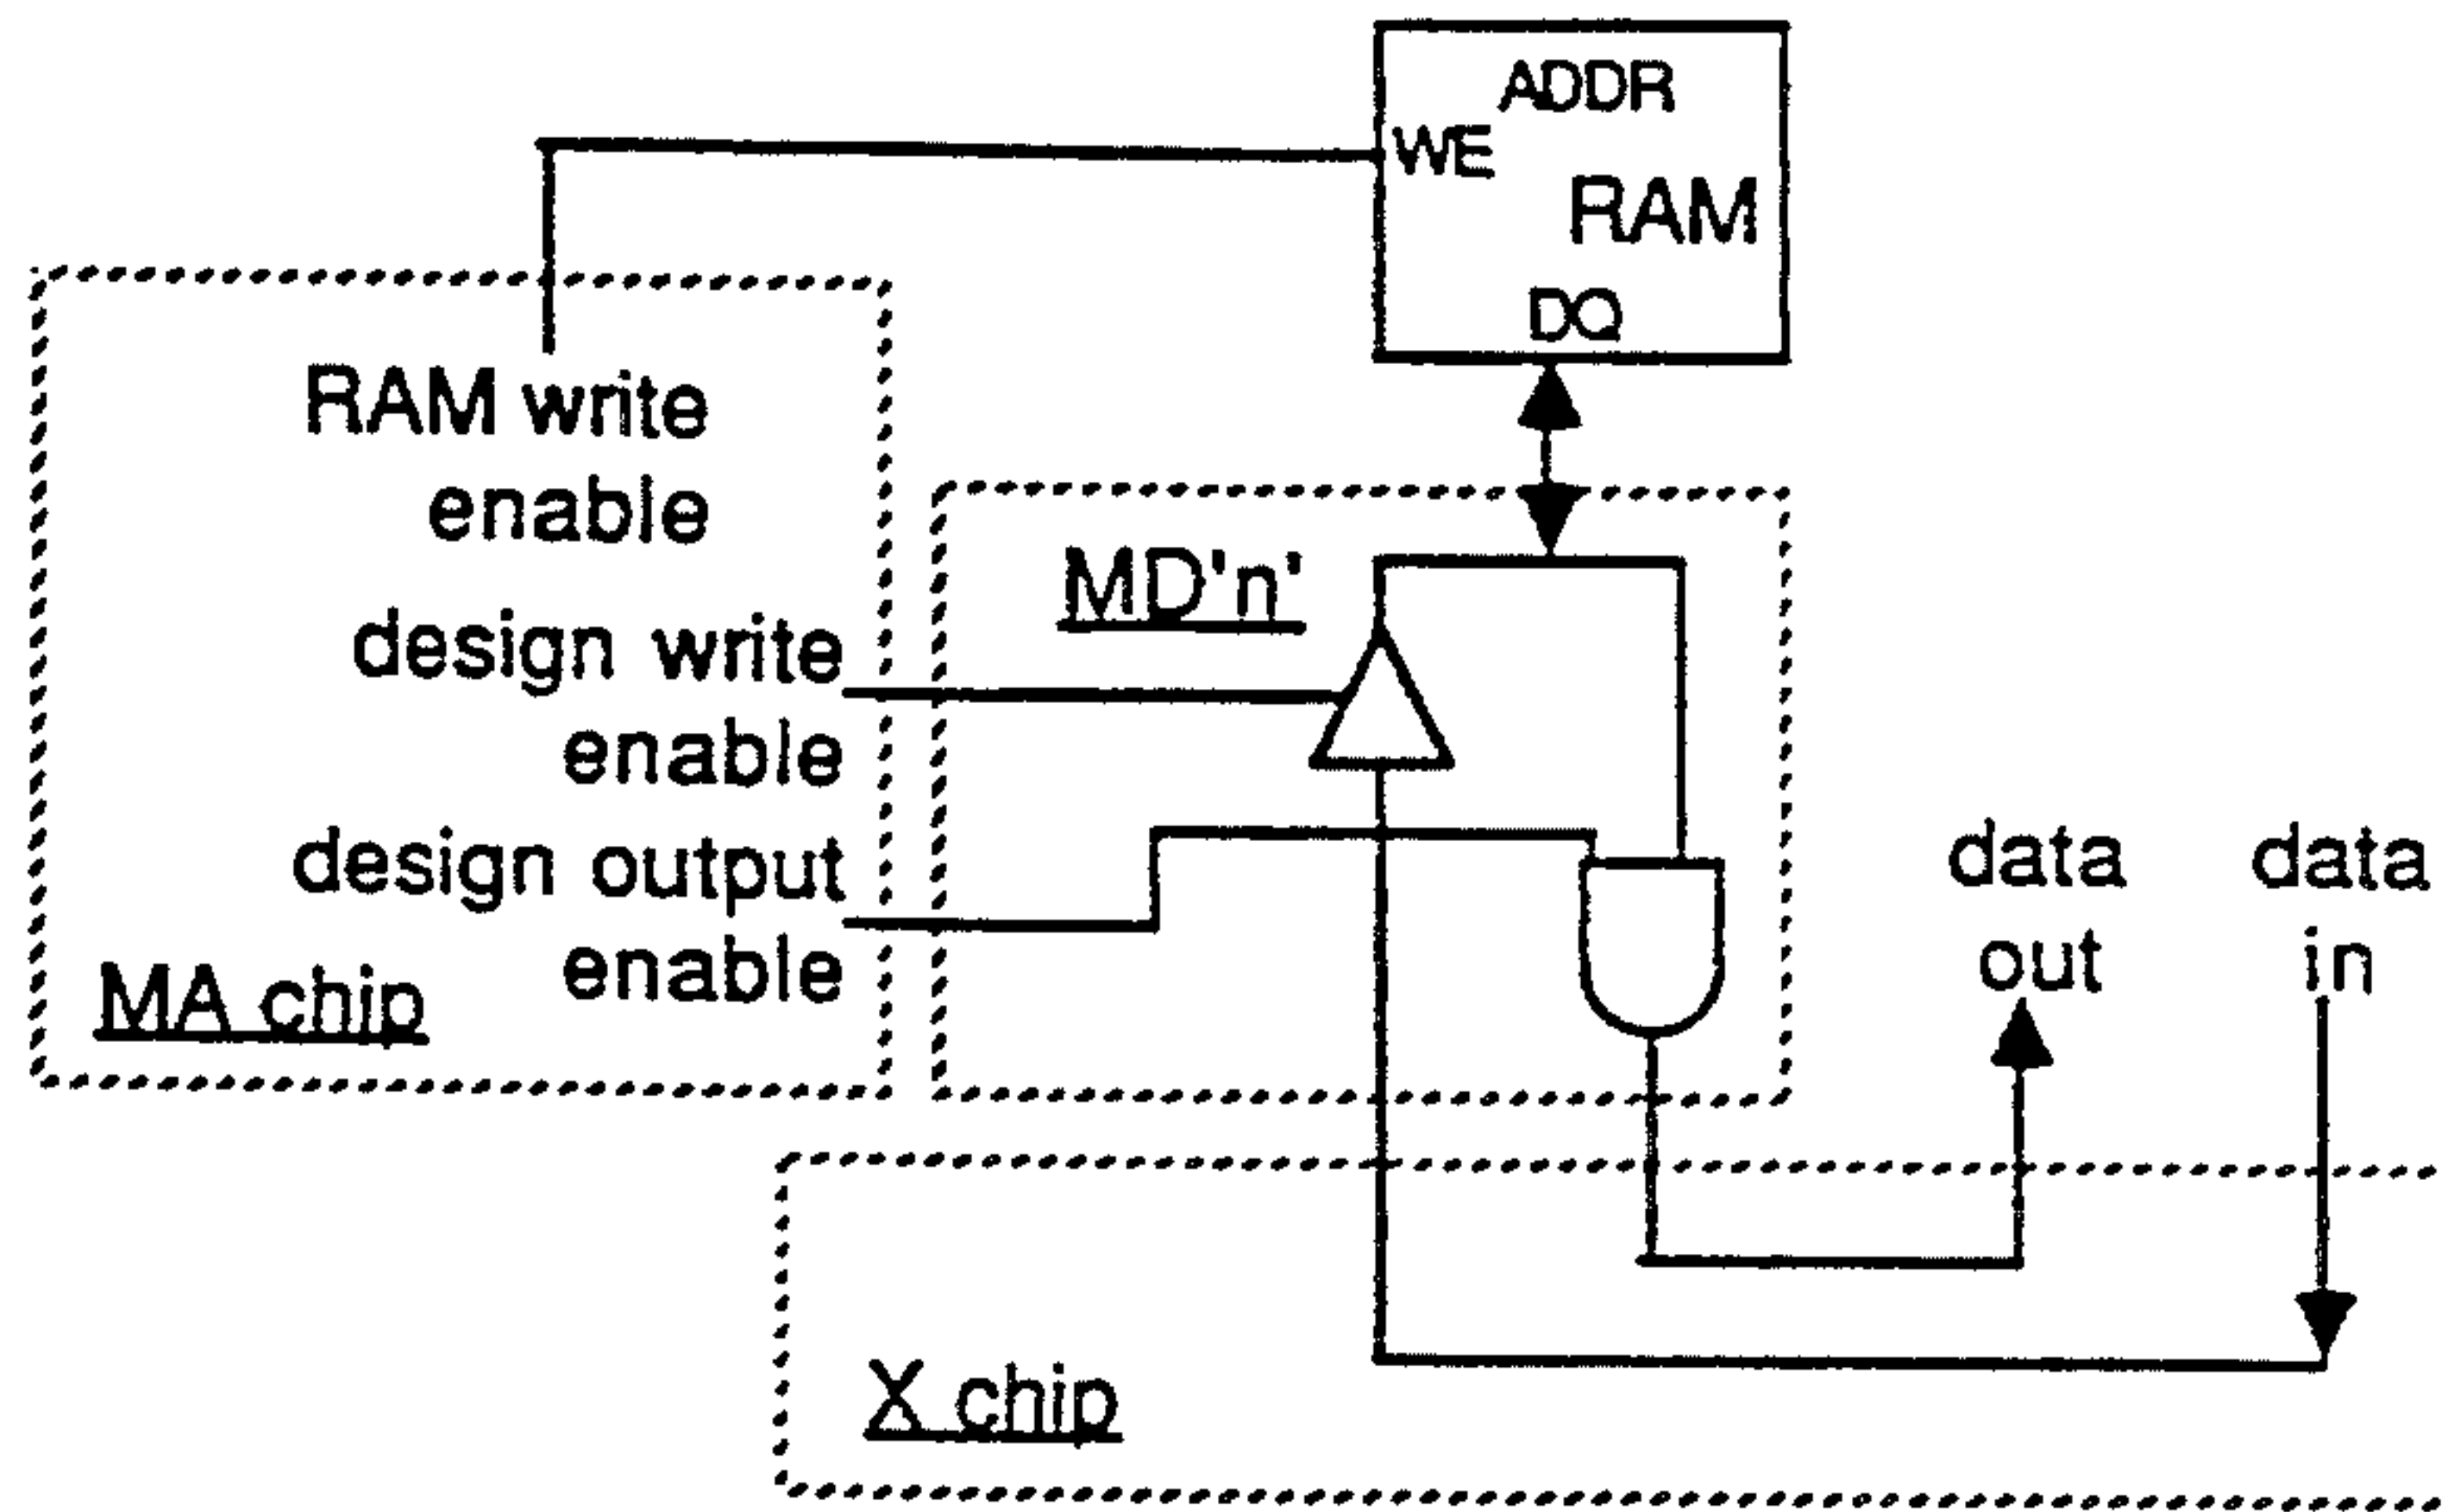 ADDR
WE
RAM
DQ
RAM write
enable
design write
enable
design output
enable
MA chip
MD'n'
data
out
data
in
X chip